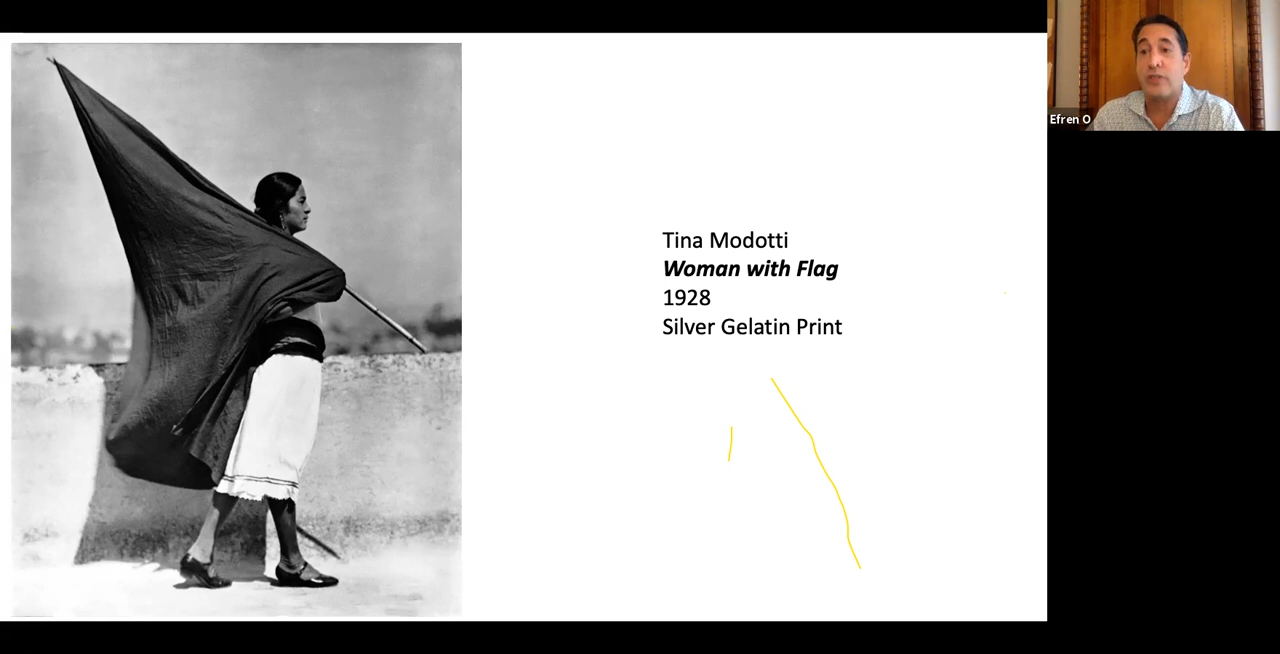 Tina Modotti
Woman with Flag
1928
Silver Gelatin Print
Efren O